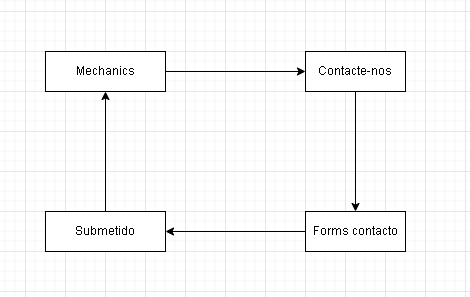 Mechanics
Contacte-nos
Submetido
Forms contacto